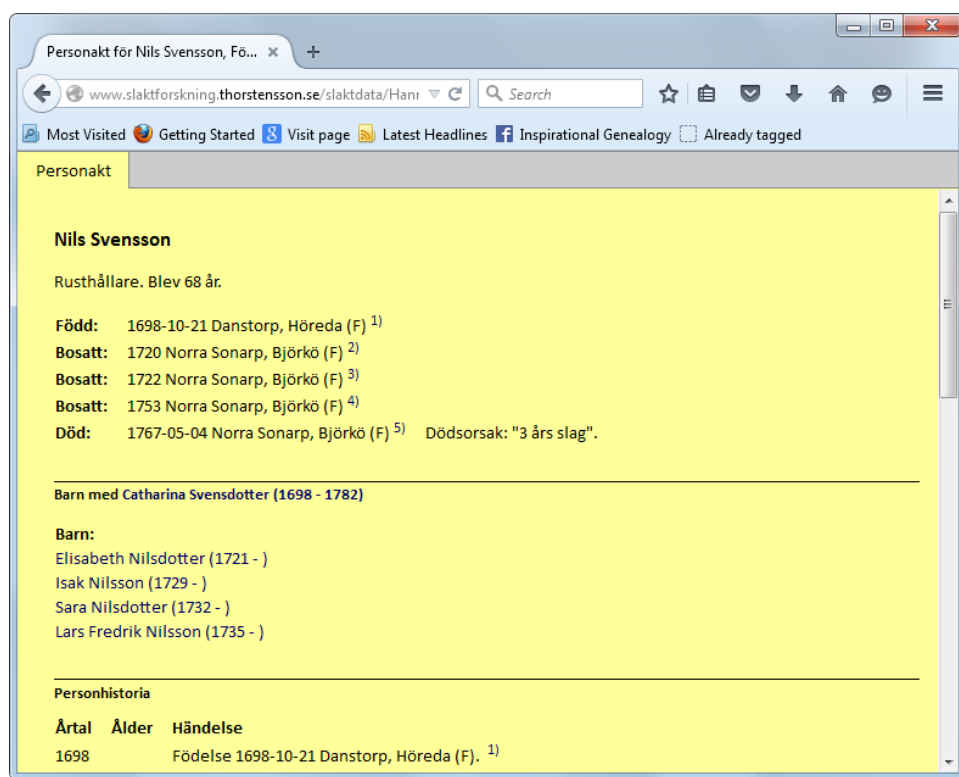 Personakt för Nils Svensson, Fö...
www.slaktforskning.thorstensson.se/slaktdata/Hanr
Search
Most Visited Getting Started Visit page Latest Headlines Inspirational Genealogy Already tagged
Personakt
Nils Svensson
Rusthållare. Blev 68 år.
Född: 1698-10-21 Danstorp, Höreda (F) 1)
Bosatt: 1720 Norra Sonarp, Björkö (F) 2)
Bosatt: 1722 Norra Sonarp, Björkö (F) 3)
Bosatt: 1753 Norra Sonarp, Björkö (F) 4)
Död: 1767-05-04 Norra Sonarp, Björkö (F) 5) Dödsorsak: "3 års slag".
Barn med Catharina Svensdotter (1698 - 1782)
Barn:
Elisabeth Nilsdotter (1721 - )
Isak Nilsson (1729 - )
Sara Nilsdotter (1732 - )
Lars Fredrik Nilsson (1735 - )
Personhistoria
Årtal Ålder Händelse
1698 Födelse 1698-10-21 Danstorp, Höreda (F). 1)